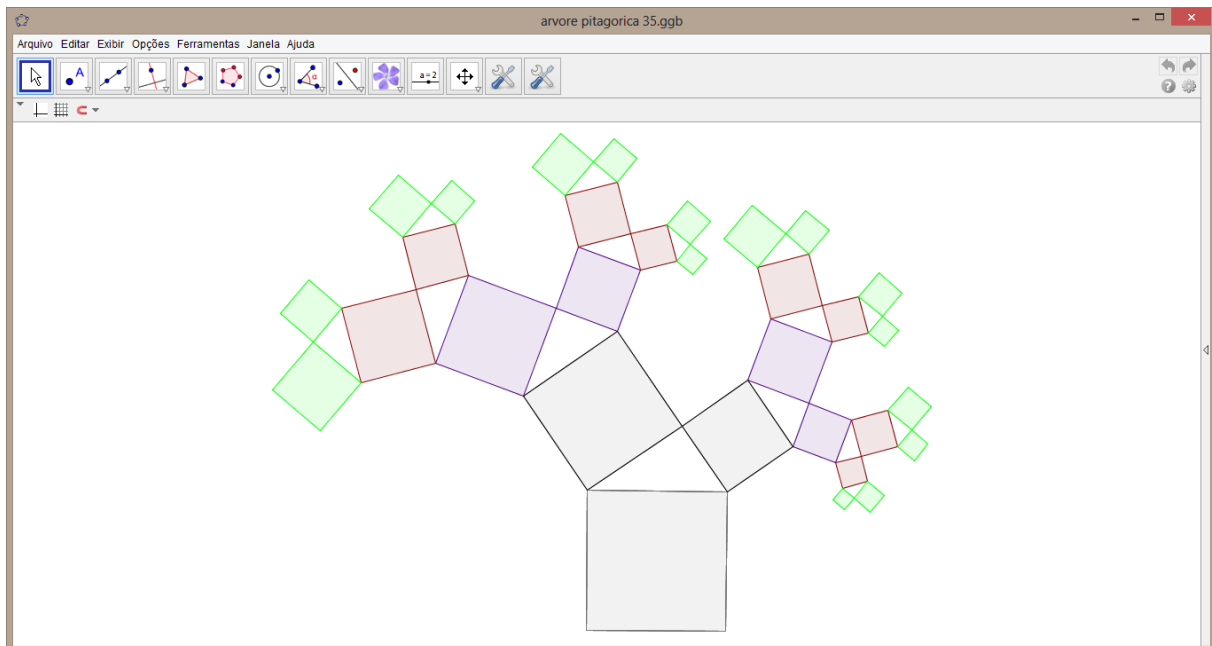 arvore pitagorica 35.ggb
Arquivo Editar Exibir Opções Ferramentas Janela Ajuda
A α a=2